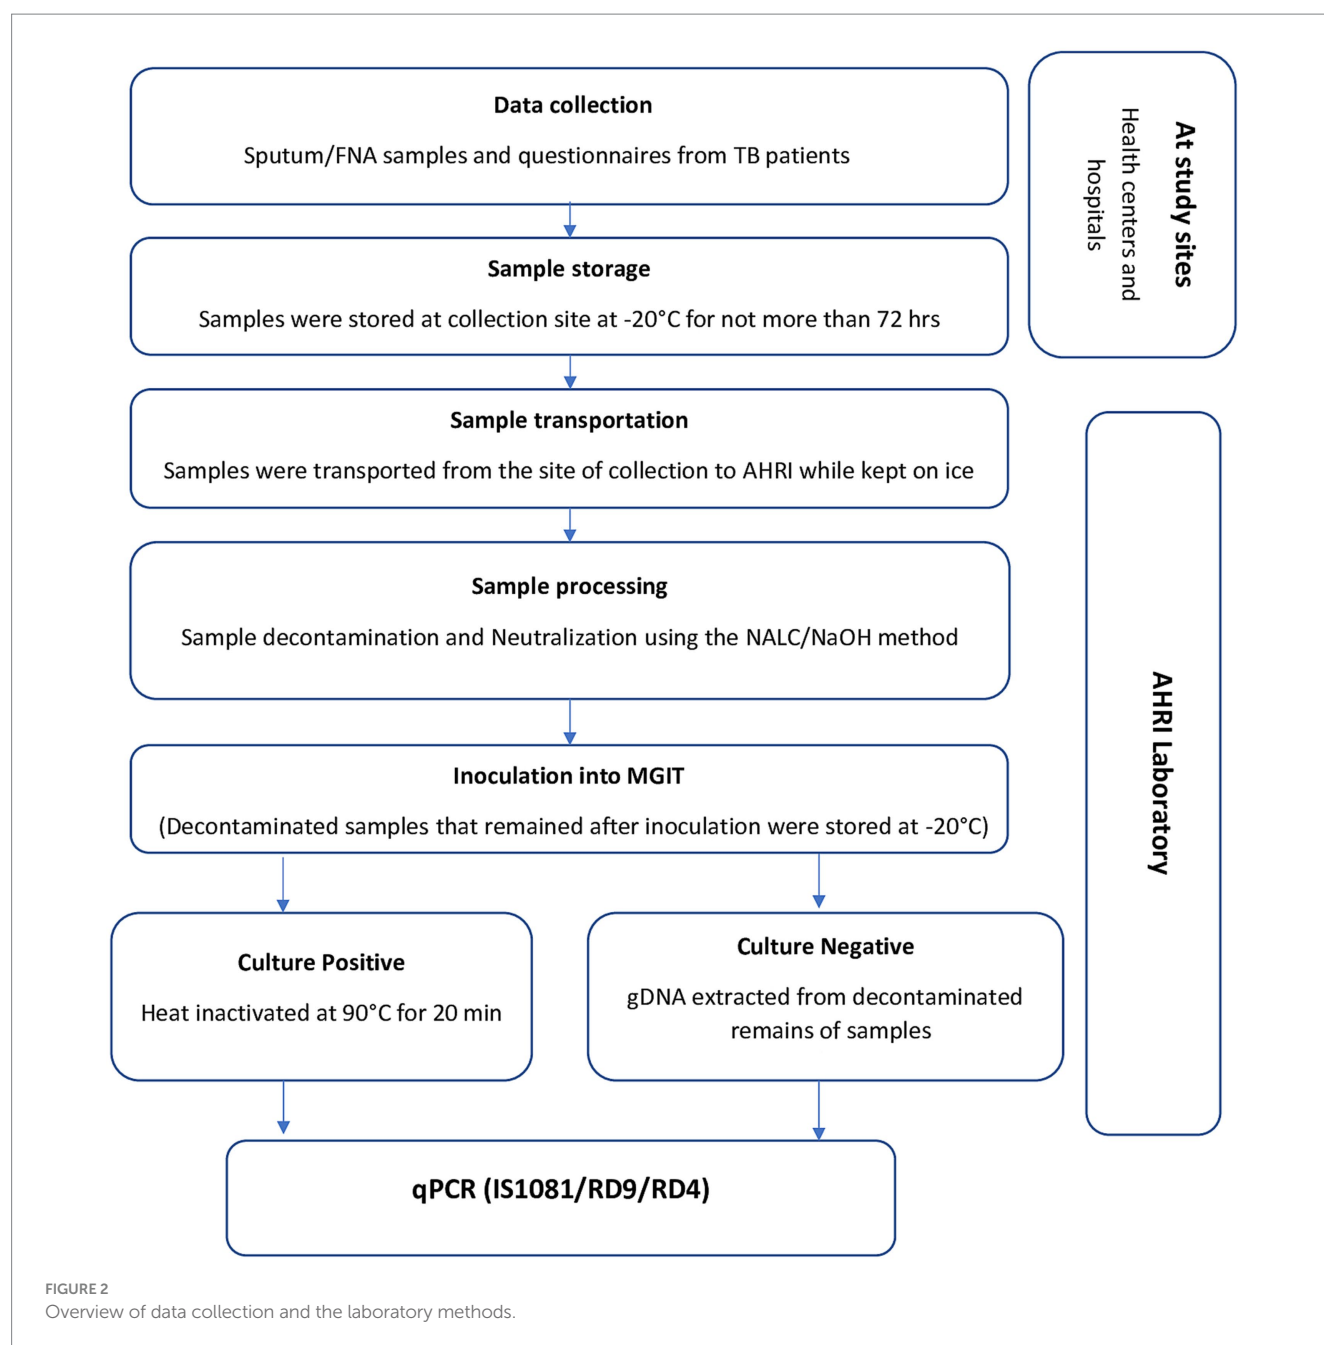 Data collection
Sputum/FNA samples and questionnaires from TB patients
At study sites
Health centers and
hospitals
Sample storage
Samples were stored at collection site at -20°C for not more than 72 hrs
Sample transportation
Samples were transported from the site of collection to AHRI while kept on ice
Sample processing
Sample decontamination and Neutralization using the NALC/NaOH method
AHRI Laboratory
Inoculation into MGIT
(Decontaminated samples that remained after inoculation were stored at -20°C)
Culture Positive
Heat inactivated at 90°C for 20 min
Culture Negative
gDNA extracted from decontaminated
remains of samples
qPCR (IS1081/RD9/RD4)
FIGURE 2
Overview of data collection and the laboratory methods.